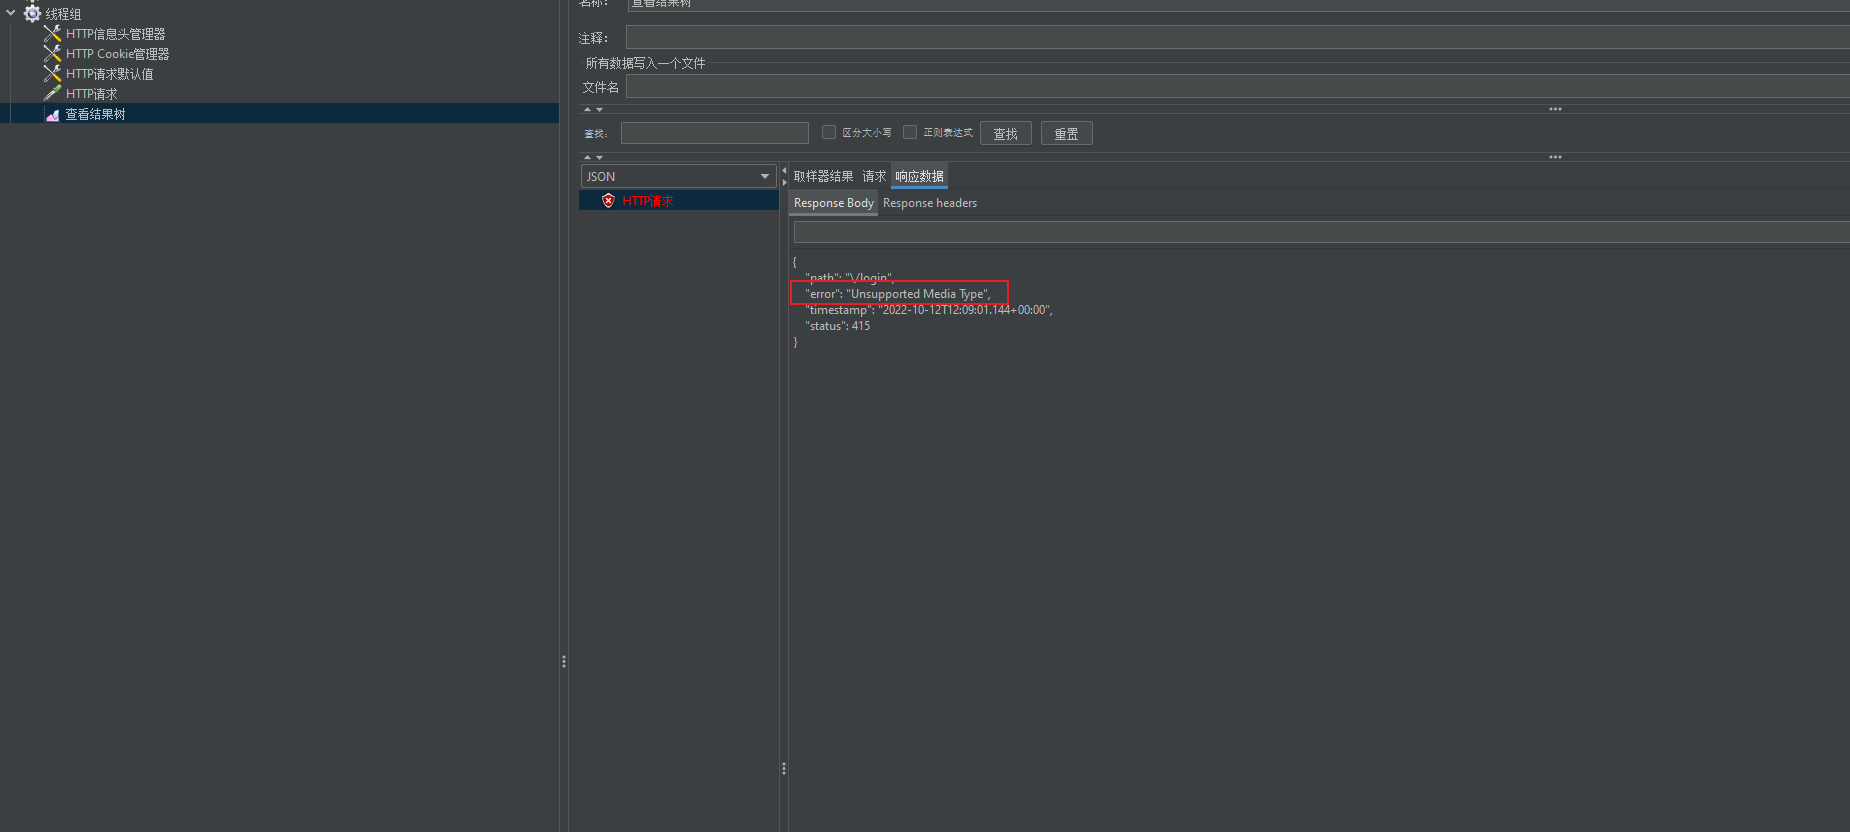 线程组
HTTP信息头管理器
HTTP Cookie管理器
HTTP请求默认值
HTTP请求
查看结果树
名称： 查看结果树
注释：
所有数据写入一个文件
文件名
查找： 区分大小写 正则表达式 查找 重置
JSON
HTTP请求
取样器结果 请求 响应数据
Response Body Response headers
{
"path": "\/login",
"error": "Unsupported Media Type",
"timestamp": "2022-10-12T12:09:01.144+00:00",
"status": 415
}